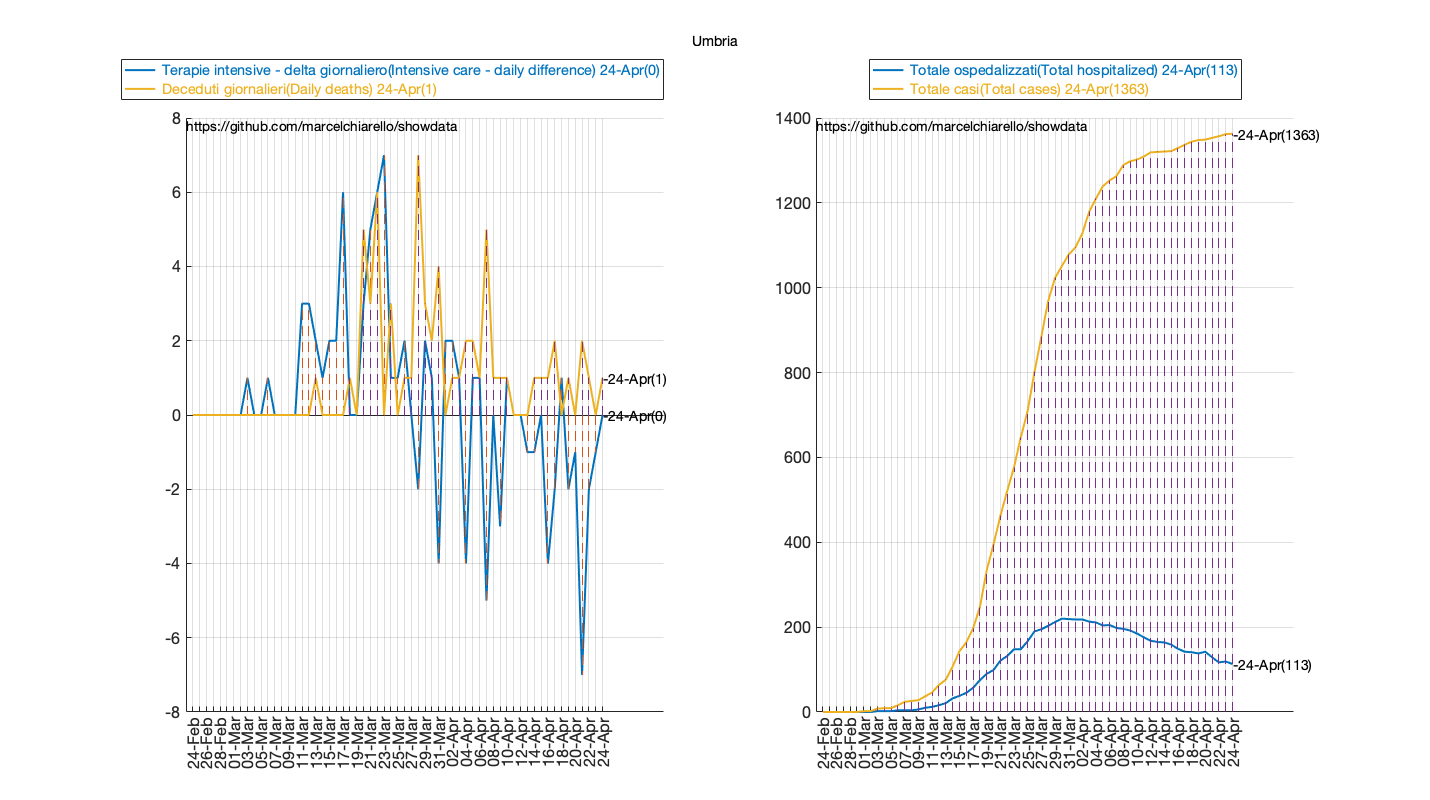 Umbria
Terapie intensive - delta giornaliero(Intensive care - daily difference) 24-Apr(0)
Deceduti giornalieri(Daily deaths) 24-Apr(1)
https://github.com/marcelchiarello/showdata
8
6
4
2
0
-2
-4
-6
-8
-24-Apr(1)
-24-Apr(0)
24-Feb
26-Feb
28-Feb
01-Mar
03-Mar
05-Mar
07-Mar
09-Mar
11-Mar
13-Mar
15-Mar
17-Mar
19-Mar
21-Mar
23-Mar
25-Mar
27-Mar
29-Mar
31-Mar
02-Apr
04-Apr
06-Apr
08-Apr
10-Apr
12-Apr
14-Apr
16-Apr
18-Apr
20-Apr
22-Apr
24-Apr
Totale ospedalizzati(Total hospitalized) 24-Apr(113)
Totale casi(Total cases) 24-Apr(1363)
https://github.com/marcelchiarello/showdata
1400
1200
1000
800
600
400
200
0
-24-Apr(1363)
-24-Apr(113)
24-Feb
26-Feb
28-Feb
01-Mar
03-Mar
05-Mar
07-Mar
09-Mar
11-Mar
13-Mar
15-Mar
17-Mar
19-Mar
21-Mar
23-Mar
25-Mar
27-Mar
29-Mar
31-Mar
02-Apr
04-Apr
06-Apr
08-Apr
10-Apr
12-Apr
14-Apr
16-Apr
18-Apr
20-Apr
22-Apr
24-Apr